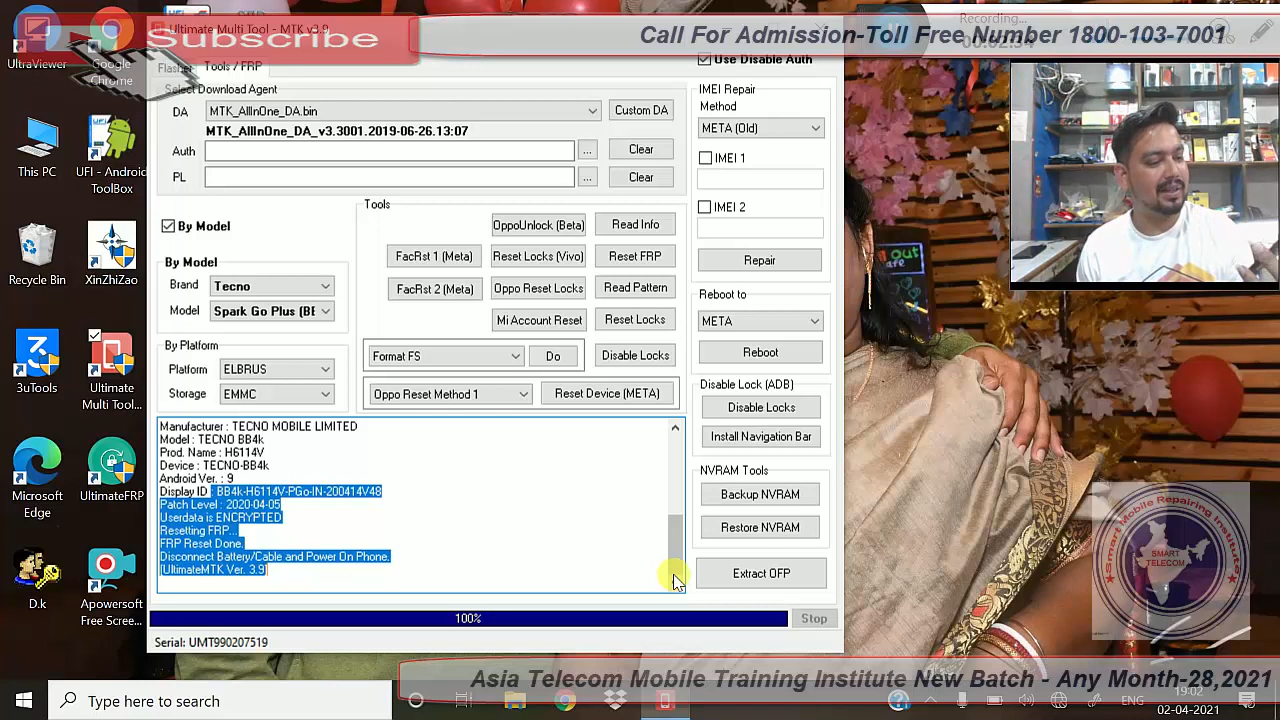 Subscribe
Ultimate Multi Tool - MTK v3.9
Recording...
Call For Admission-Toll Free Number 1800-103-7001
UltraViewer
Google
Chrome
This PC
UFI - Android
ToolBox
Recycle Bin
XinZhiZao
3uTools
Ultimate
Multi Tool...
Microsoft
Edge
UltimateFRP
D.k
Apowersoft
Free Scree...
Tools / FRP
Use Disable Auth
Select Download Agent
DA
MTK_AllInOne_DA.bin
Custom DA
MTK_AllInOne_DA_v3.3001.2019-06-26.13:07
Auth
...
Clear
PL
...
Clear
By Model
By Model
Brand
Tecno
Model
Spark Go Plus (BE
By Platform
Platform
ELBRUS
Storage
EMMC
Tools
OppoUnlock (Beta)
Read Info
FacRst 1 (Meta)
Reset Locks (Vivo)
Reset FRP
FacRst 2 (Meta)
Oppo Reset Locks
Read Pattern
Mi Account Reset
Reset Locks
Format FS
Do
Disable Locks
Oppo Reset Method 1
Reset Device (META)
IMEI Repair
Method
META (Old)
IMEI 1
IMEI 2
Repair
Reboot to
META
Reboot
Disable Lock (ADB)
Disable Locks
Install Navigation Bar
NVRAM Tools
Backup NVRAM
Restore NVRAM
Extract OFP
Manufacturer : TECNO MOBILE LIMITED
Model : TECNO BB4k
Prod. Name : H6114V
Device : TECNO-BB4k
Android Ver. : 9
Display ID : BB4k-H6114V-PGo-IN-200414V48
Patch Level : 2020-04-05
Userdata is ENCRYPTED
Resetting FRP...
FRP Reset Done.
Disconnect Battery/Cable and Power On Phone.
[UltimateMTK Ver. 3.9]
100%
Stop
Serial: UMT990207519
Smart Mobile Repairing Institute
SMART
TELECOM
Asia Telecom Mobile Training Institute New Batch - Any Month-28,2021
Type here to search
ENG
19:02
02-04-2021